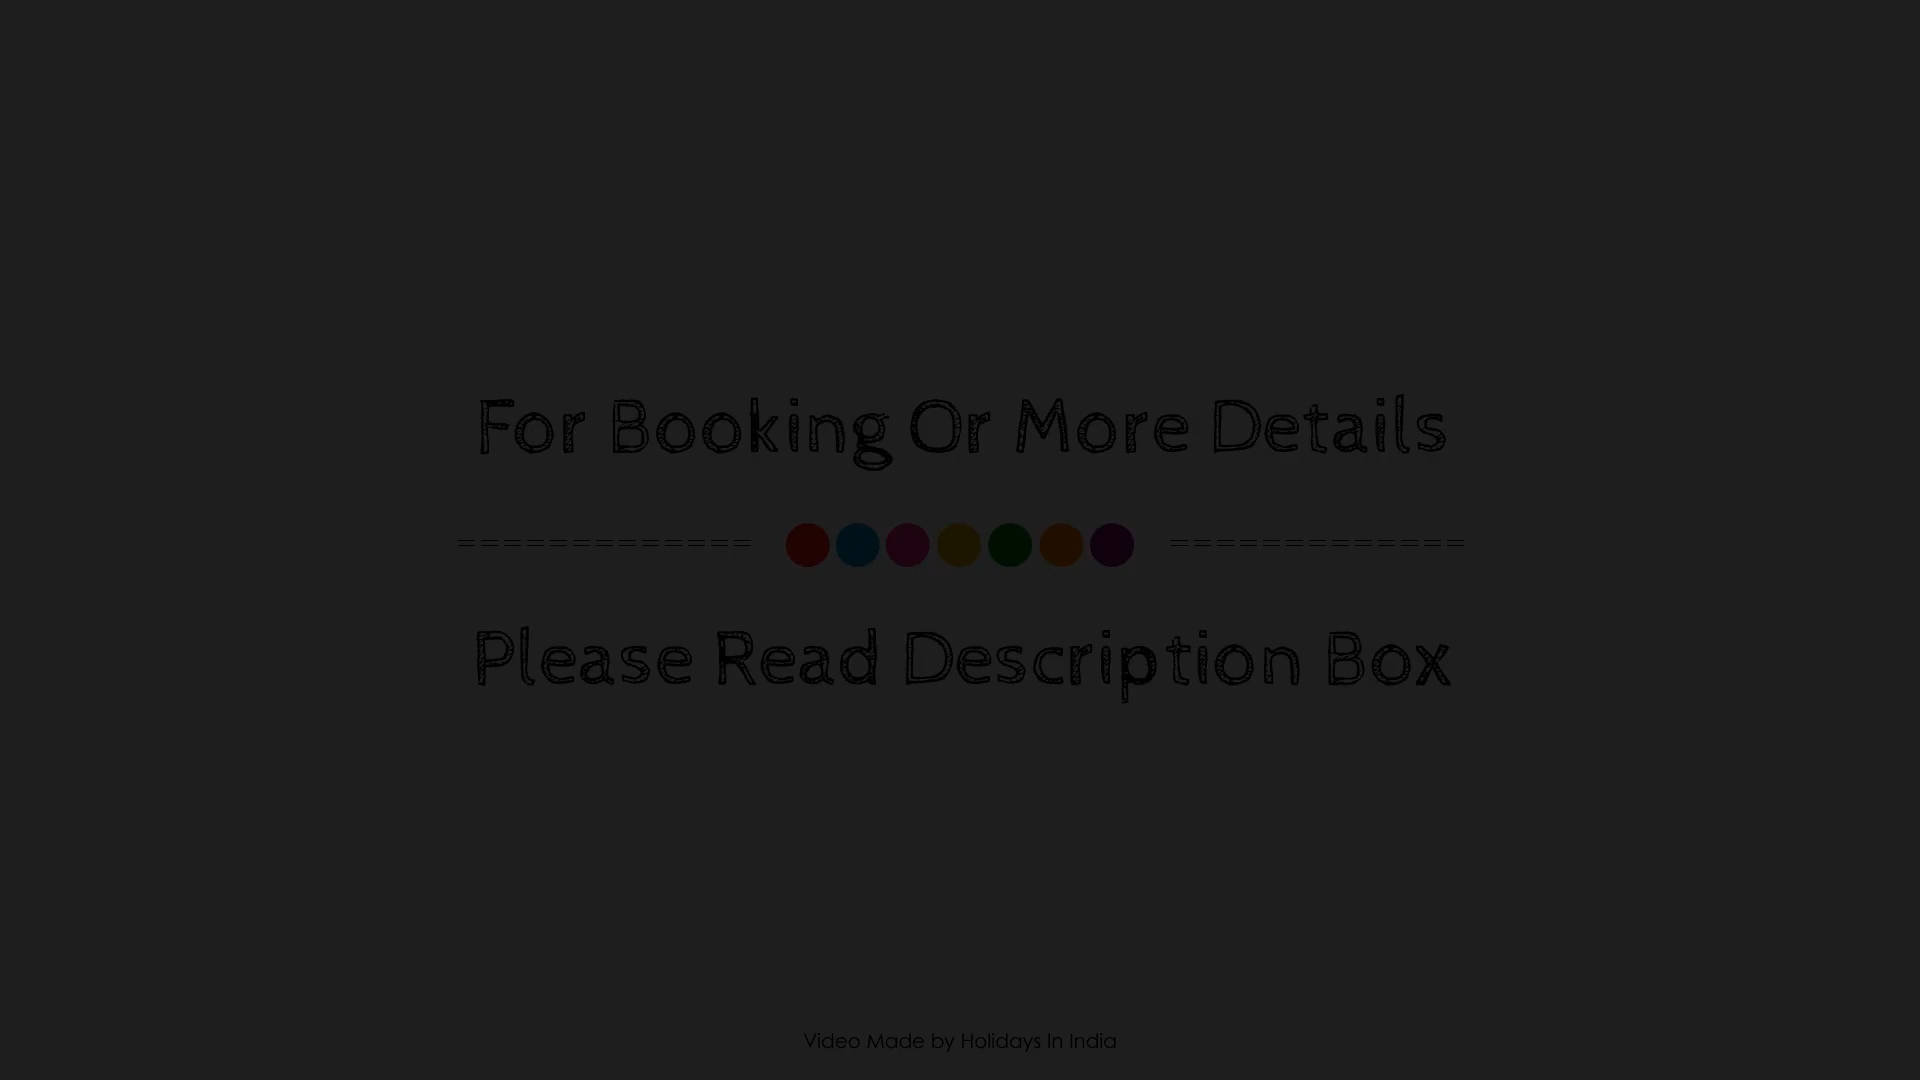 For Booking Or More Details
============= =============
Please Read Description Box
Video Made by Holidays In India